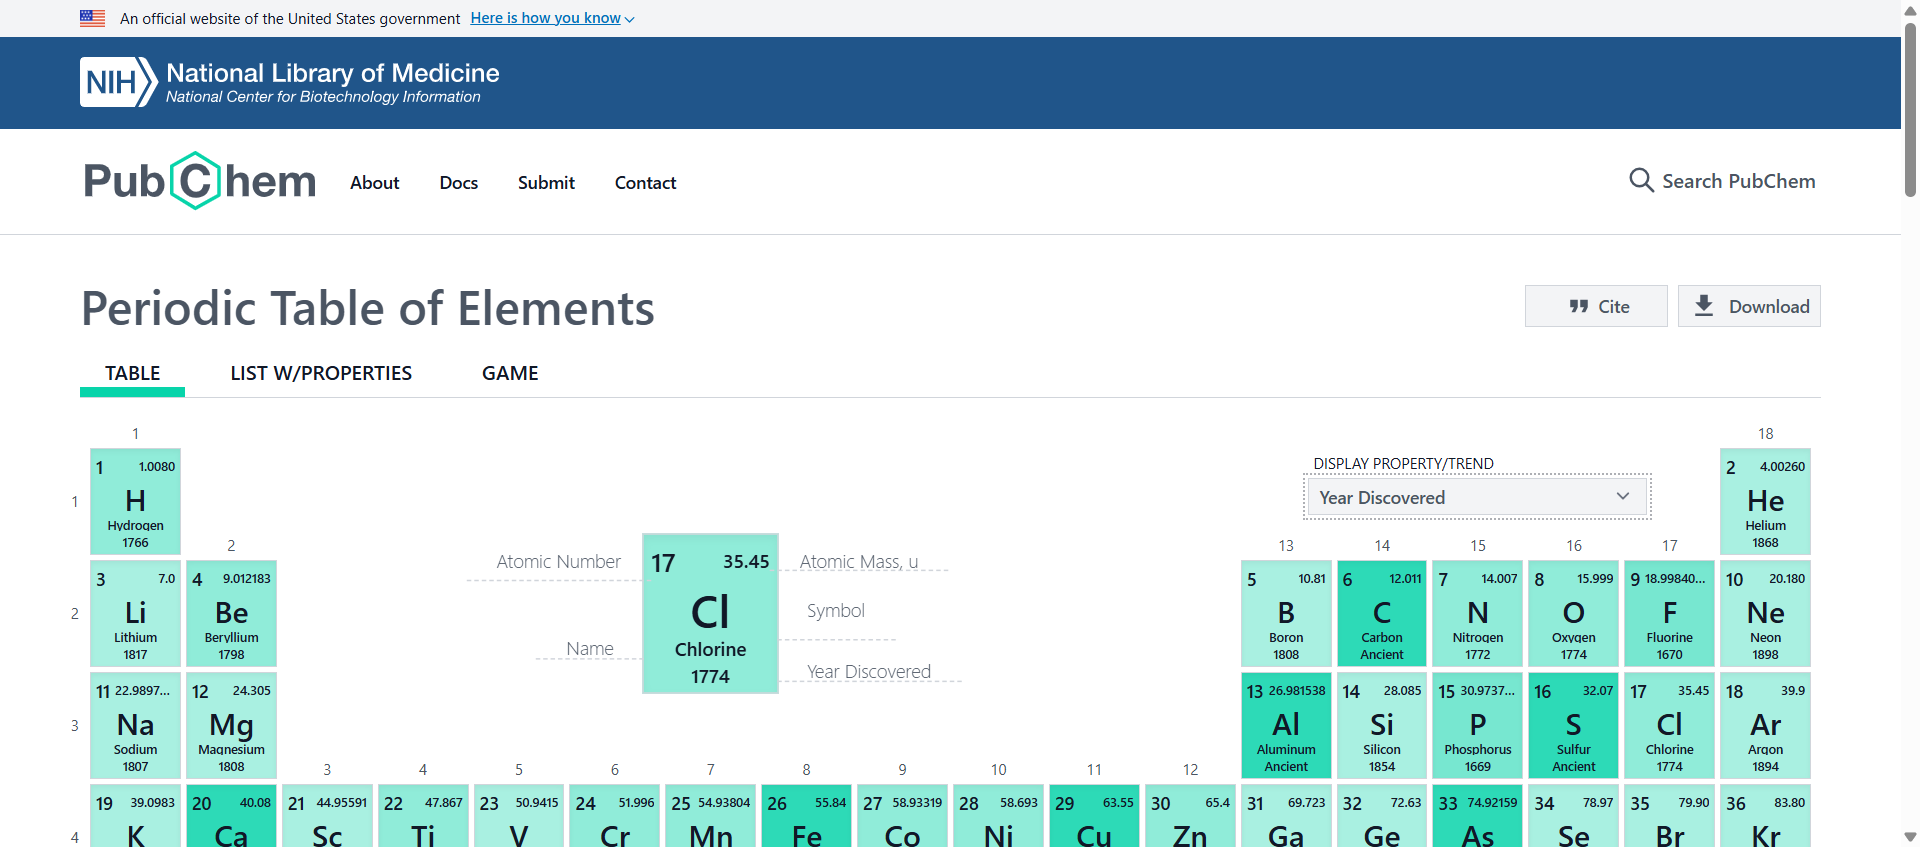 An official website of the United States government Here is how you know
NIH National Library of Medicine
National Center for Biotechnology Information
PubChem About Docs Submit Contact Search PubChem
Periodic Table of Elements
Cite Download
TABLE LIST W/PROPERTIES GAME
1 18
DISPLAY PROPERTY/TREND
Year Discovered
1
1 1.0080
H
Hydrogen
1766
2 4.00260
He
Helium
1868
Atomic Number
Name
17 35.45
Cl
Chlorine
1774
Atomic Mass, u
Symbol
Year Discovered
2 13 14 15 16 17
2
3 7.0
Li
Lithium
1817
4 9.012183
Be
Beryllium
1798
5 10.81
B
Boron
1808
6 12.011
C
Carbon
Ancient
7 14.007
N
Nitrogen
1772
8 15.999
O
Oxygen
1774
9 18.99840...
F
Fluorine
1670
10 20.180
Ne
Neon
1898
3
11 22.9897...
Na
Sodium
1807
12 24.305
Mg
Magnesium
1808
13 26.981538
Al
Aluminum
Ancient
14 28.085
Si
Silicon
1854
15 30.9737...
P
Phosphorus
1669
16 32.07
S
Sulfur
Ancient
17 35.45
Cl
Chlorine
1774
18 39.9
Ar
Argon
1894
3 4 5 6 7 8 9 10 11 12
4
19 39.0983
K
20 40.08
Ca
21 44.95591
Sc
22 47.867
Ti
23 50.9415
V
24 51.996
Cr
25 54.93804
Mn
26 55.84
Fe
27 58.93319
Co
28 58.693
Ni
29 63.55
Cu
30 65.4
Zn
31 69.723
Ga
32 72.63
Ge
33 74.92159
As
34 78.97
Se
35 79.90
Br
36 83.80
Kr